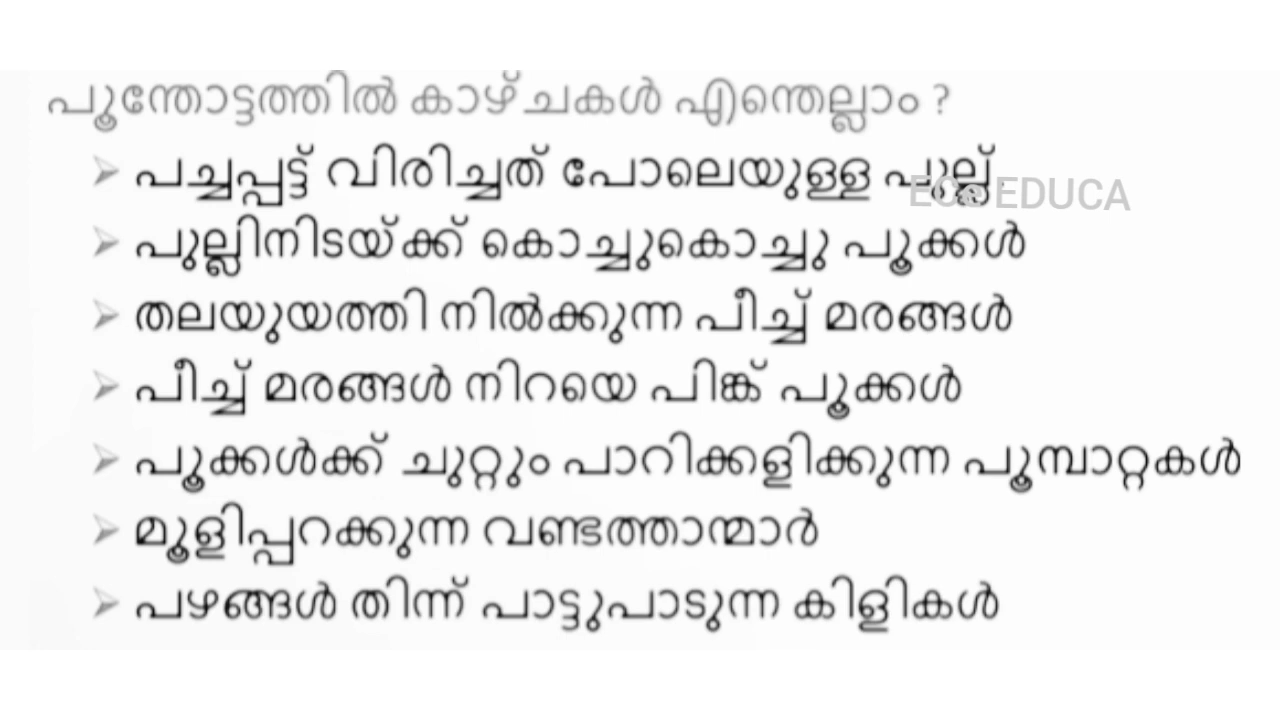 പൂന്തോട്ടത്തിൽ കാഴ്ചകൾ എന്തെല്ലാം ?
പച്ചപ്പട്ട് വിരിച്ചത് പോലെയുള്ള പുല്ല്
EDUCA
പുല്ലിനിടയ്ക്ക് കൊച്ചുകൊച്ചു പൂക്കൾ
തലയുയത്തി നിൽക്കുന്ന പീച്ച് മരങ്ങൾ
പീച്ച് മരങ്ങൾ നിറയെ പിങ്ക് പൂക്കൾ
പൂക്കൾക്ക് ചുറ്റും പാറിക്കളിക്കുന്ന പൂമ്പാറ്റകൾ
മൂളിപ്പറക്കുന്ന വണ്ടത്താന്മാർ
പഴങ്ങൾ തിന്ന് പാട്ടുപാടുന്ന കിളികൾ